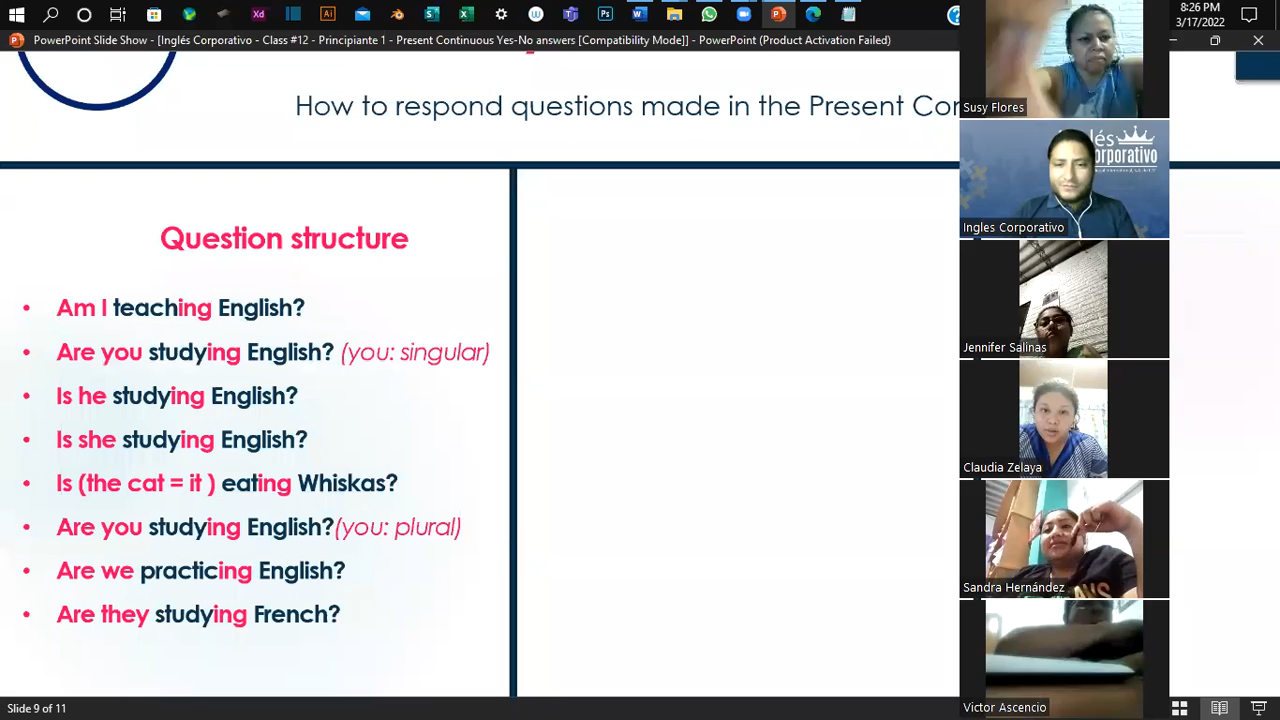 8:26 PM
3/17/2022
PowerPoint Slide Show - [Inglés Corporativo - Class #12 - Principiante 1 - Present Continuous Yes-No answers [Compatibility Mode]] - PowerPoint (Product Activation Failed)
How to respond questions made in the Present Con
Question structure
• Am I teaching English?
• Are you studying English? (you: singular)
• Is he studying English?
• Is she studying English?
• Is (the cat = it ) eating Whiskas?
• Are you studying English?(you: plural)
• Are we practicing English?
• Are they studying French?
Susy Flores
Ingles Corporativo
Jennifer Salinas
Claudia Zelaya
Sandra Hernández
Victor Ascencio
Slide 9 of 11